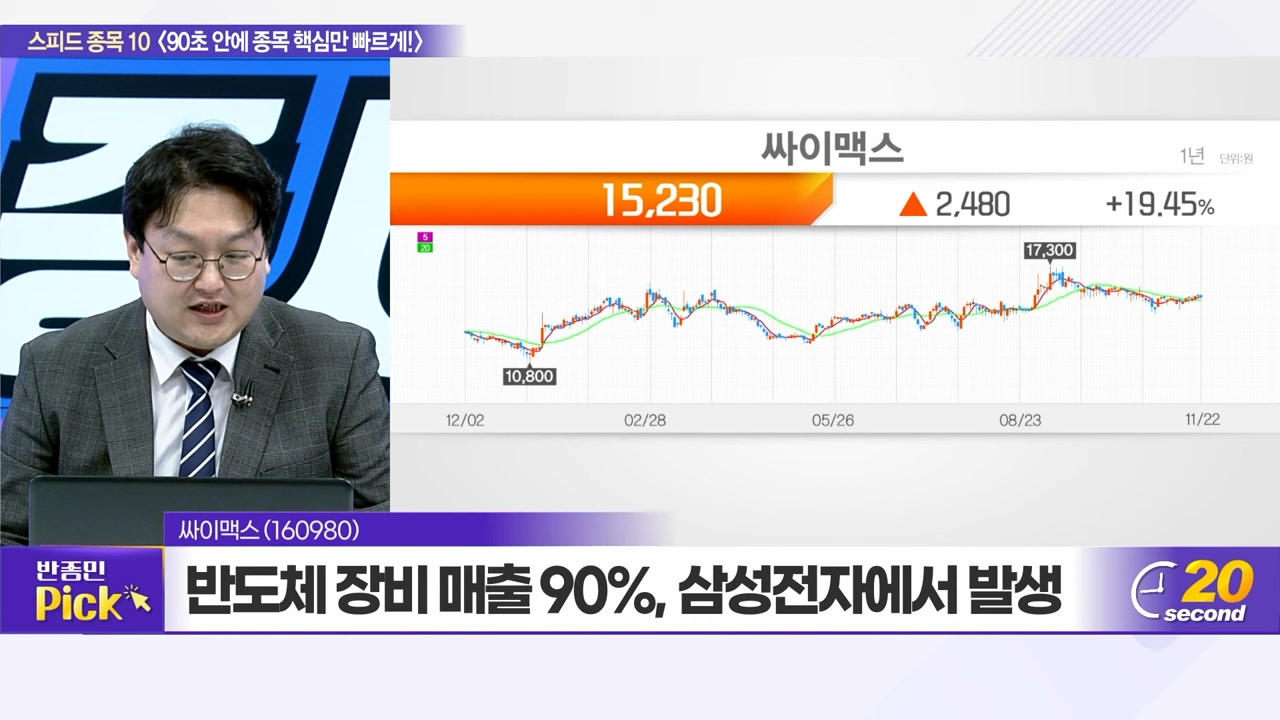 스피드 종목 10 〈90초 안에 종목 핵심만 빠르게!〉
싸이맥스
1년 단위:원
15,230 ▲ 2,480 +19.45%
5
20
17,300
10,800
12/02 02/28 05/26 08/23 11/22
싸이맥스 (160980)
반종민
Pick
반도체 장비 매출 90%, 삼성전자에서 발생
20
second